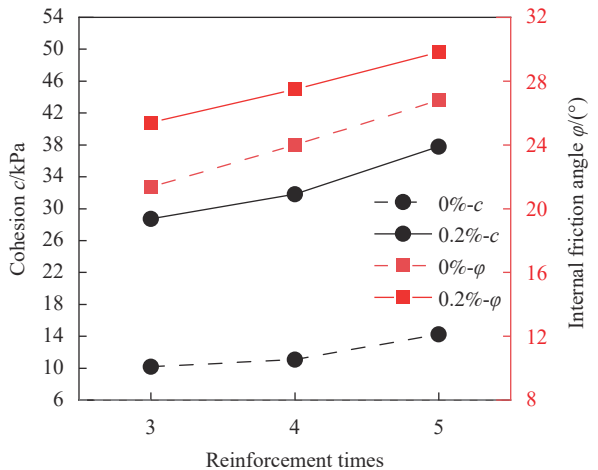 54
50
46
42
38
34
30
26
22
18
14
10
6
Cohesion c/kPa
32
28
24
20
16
12
8
Internal friction angle φ/(°)
0%-c
0.2%-c
0%-φ
0.2%-φ
3 4 5
Reinforcement times